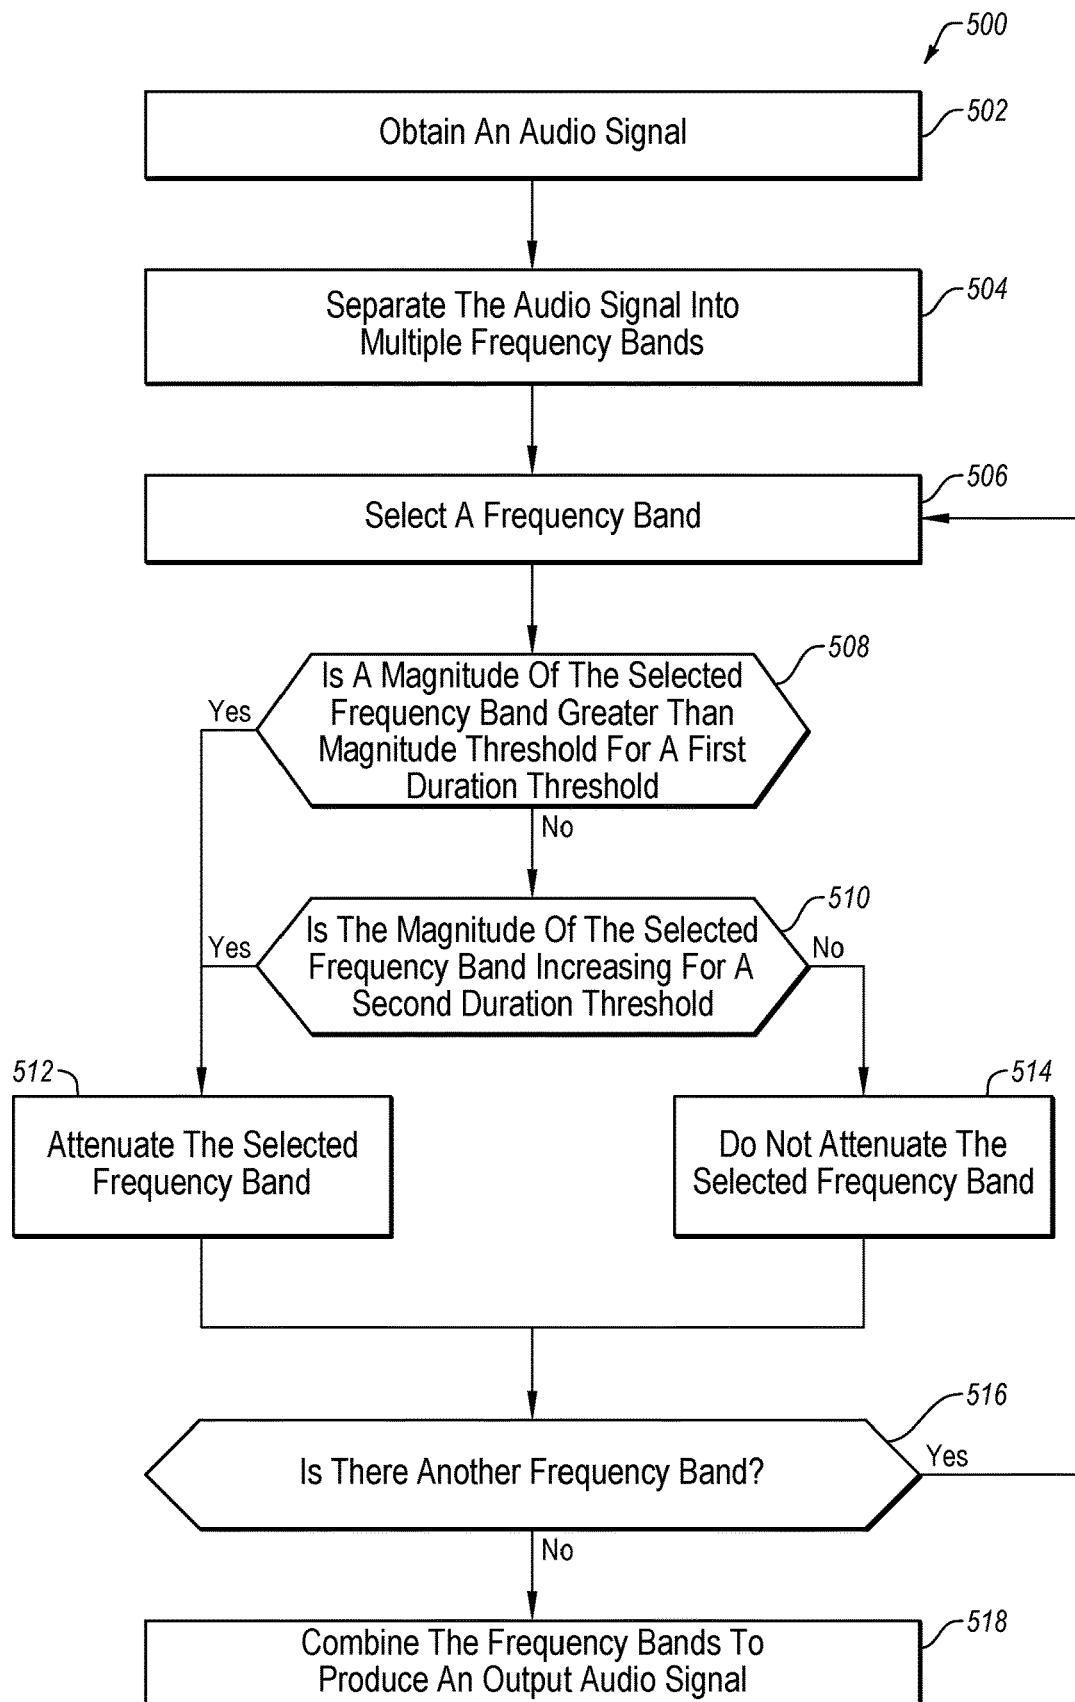 500
502
Obtain An Audio Signal
504
Separate The Audio Signal Into
Multiple Frequency Bands
506
Select A Frequency Band
508
Is A Magnitude Of The Selected
Frequency Band Greater Than
Magnitude Threshold For A First
Duration Threshold
Yes
No
510
Is The Magnitude Of The Selected
Frequency Band Increasing For A
Second Duration Threshold
Yes
No
512
Attenuate The Selected
Frequency Band
514
Do Not Attenuate The
Selected Frequency Band
516
Is There Another Frequency Band?
Yes
No
518
Combine The Frequency Bands To
Produce An Output Audio Signal